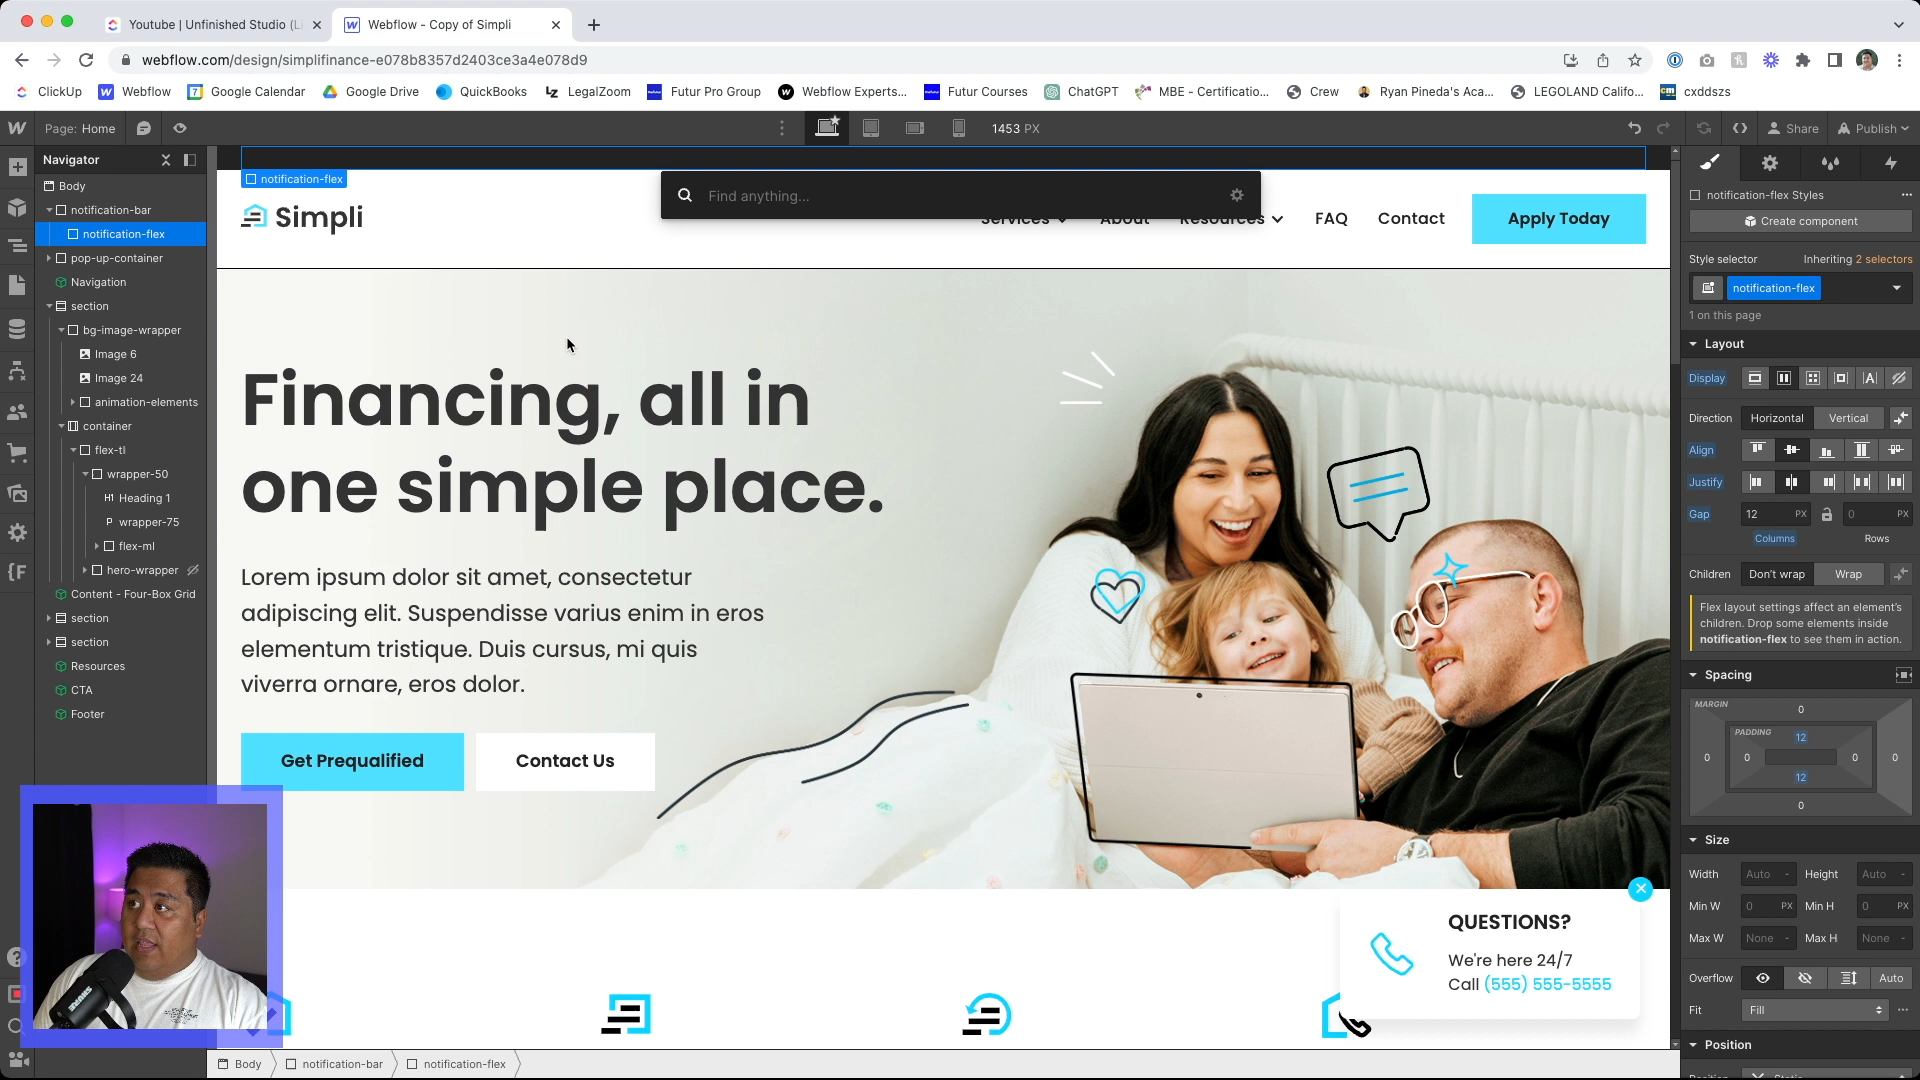 Youtube | Unfinished Studio (Li
Webflow - Copy of Simpli
webflow.com/design/simplifinance-e078b8357d2403ce3a4e078d9
ClickUp
Webflow
Google Calendar
Google Drive
QuickBooks
LegalZoom
Futur Pro Group
Webflow Experts...
Futur Courses
ChatGPT
MBE - Certificatio...
Crew
Ryan Pineda's Aca...
LEGOLAND Califo...
cxddszs
Page: Home
1453 PX
Share
Publish
Navigator
Body
notification-bar
notification-flex
pop-up-container
Navigation
section
bg-image-wrapper
Image 6
Image 24
animation-elements
container
flex-tl
wrapper-50
H1 Heading 1
P wrapper-75
flex-ml
hero-wrapper
Content - Four-Box Grid
section
section
Resources
CTA
Footer
notification-flex
Find anything...
Simpli
Services
About
Resources
FAQ
Contact
Apply Today
Financing, all in
one simple place.
Lorem ipsum dolor sit amet, consectetur
adipiscing elit. Suspendisse varius enim in eros
elementum tristique. Duis cursus, mi quis
viverra ornare, eros dolor.
Get Prequalified
Contact Us
QUESTIONS?
We're here 24/7
Call (555) 555-5555
Body
notification-bar
notification-flex
notification-flex Styles
Create component
Style selector
Inheriting 2 selectors
notification-flex
1 on this page
Layout
Display
Direction Horizontal Vertical
Align
Justify
Gap 12 PX 0 PX
Columns Rows
Children Don't wrap Wrap
Flex layout settings affect an element's
children. Drop some elements inside
notification-flex to see them in action.
Spacing
MARGIN
0
PADDING
12
0 0 0 0
12
0
Size
Width Auto - Height Auto -
Min W 0 PX Min H 0 PX
Max W None - Max H None -
Overflow Auto
Fit Fill
Position